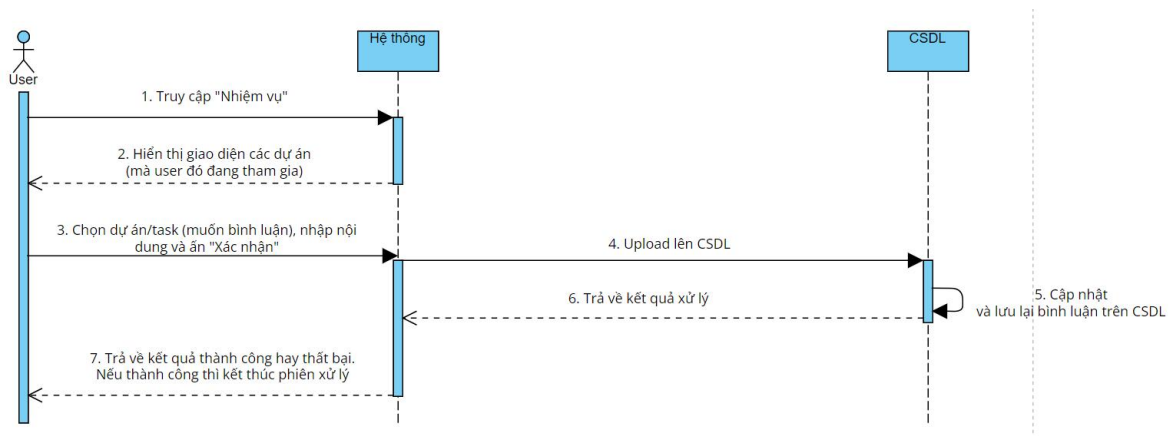 Hệ thống
CSDL
User
1. Truy cập "Nhiệm vụ"
2. Hiển thị giao diện các dự án
(mà user đó đang tham gia)
3. Chọn dự án/task (muốn bình luận), nhập nội
dung và ấn "Xác nhận"
4. Upload lên CSDL
5. Cập nhật
và lưu lại bình luận trên CSDL
6. Trả về kết quả xử lý
7. Trả về kết quả thành công hay thất bại.
Nếu thành công thì kết thúc phiên xử lý